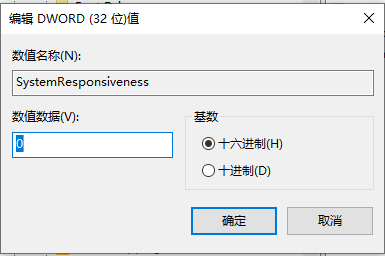 编辑 DWORD (32 位)值
数值名称(N):
SystemResponsiveness
数值数据(V):
0
基数
十六进制(H)
十进制(D)
确定
取消